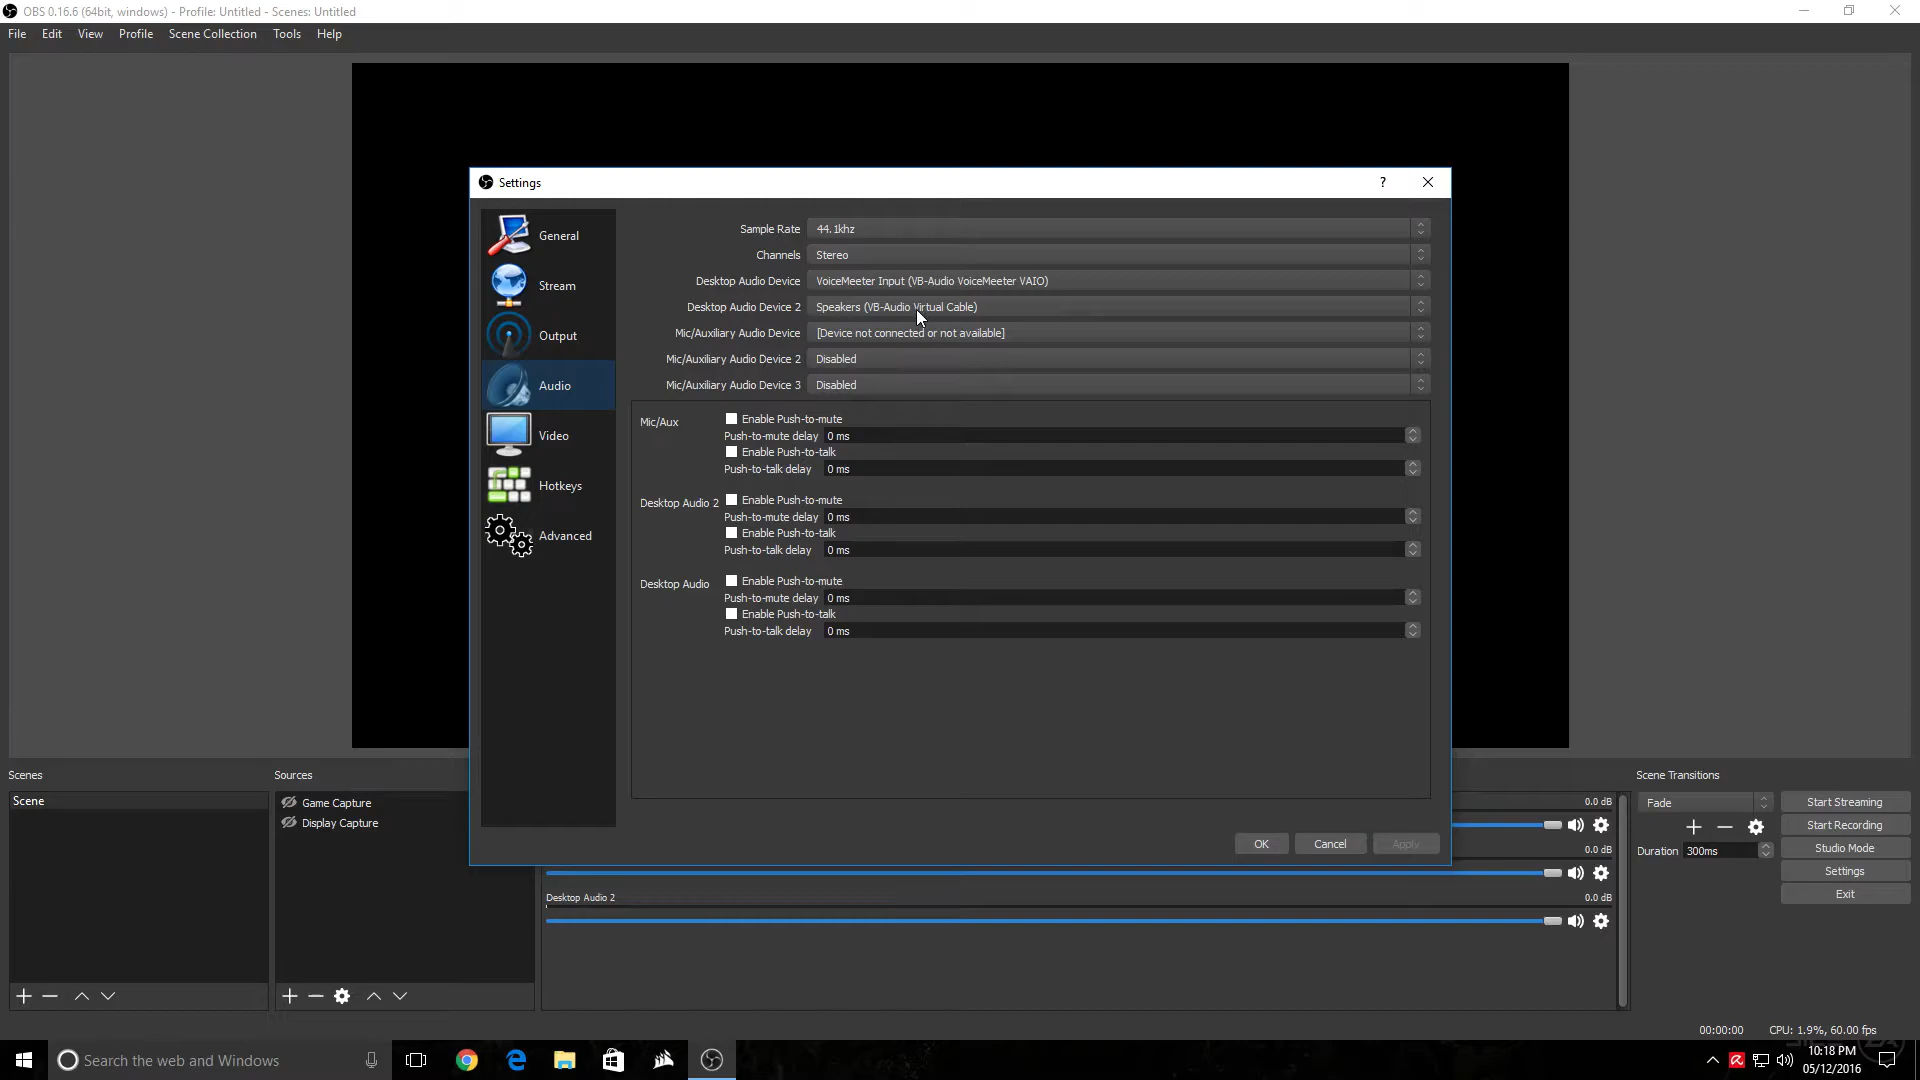 OBS 0.16.6 (64bit, windows) - Profile: Untitled - Scenes: Untitled
File Edit View Profile Scene Collection Tools Help
Settings ?
General
Stream
Output
Audio
Video
Hotkeys
Advanced
Sample Rate 44.1khz
Channels Stereo
Desktop Audio Device VoiceMeeter Input (VB-Audio VoiceMeeter VAIO)
Desktop Audio Device 2 Speakers (VB-Audio Virtual Cable)
Mic/Auxiliary Audio Device [Device not connected or not available]
Mic/Auxiliary Audio Device 2 Disabled
Mic/Auxiliary Audio Device 3 Disabled
Mic/Aux Enable Push-to-mute
Push-to-mute delay 0 ms
Enable Push-to-talk
Push-to-talk delay 0 ms
Desktop Audio 2 Enable Push-to-mute
Push-to-mute delay 0 ms
Enable Push-to-talk
Push-to-talk delay 0 ms
Desktop Audio Enable Push-to-mute
Push-to-mute delay 0 ms
Enable Push-to-talk
Push-to-talk delay 0 ms
OK Cancel Apply
Scenes
Scene
Sources
Game Capture
Display Capture
0.0 dB
0.0 dB
Desktop Audio 2 0.0 dB
Scene Transitions
Fade
Duration 300ms
Start Streaming
Start Recording
Studio Mode
Settings
Exit
00:00:00 CPU: 1.9%, 60.00 fps
Search the web and Windows
10:18 PM
05/12/2016